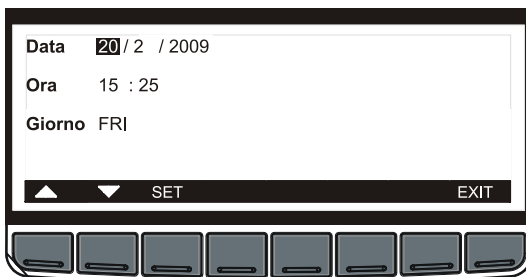 Data 20 / 2 / 2009
Ora 15 : 25
Giorno FRI
SET EXIT